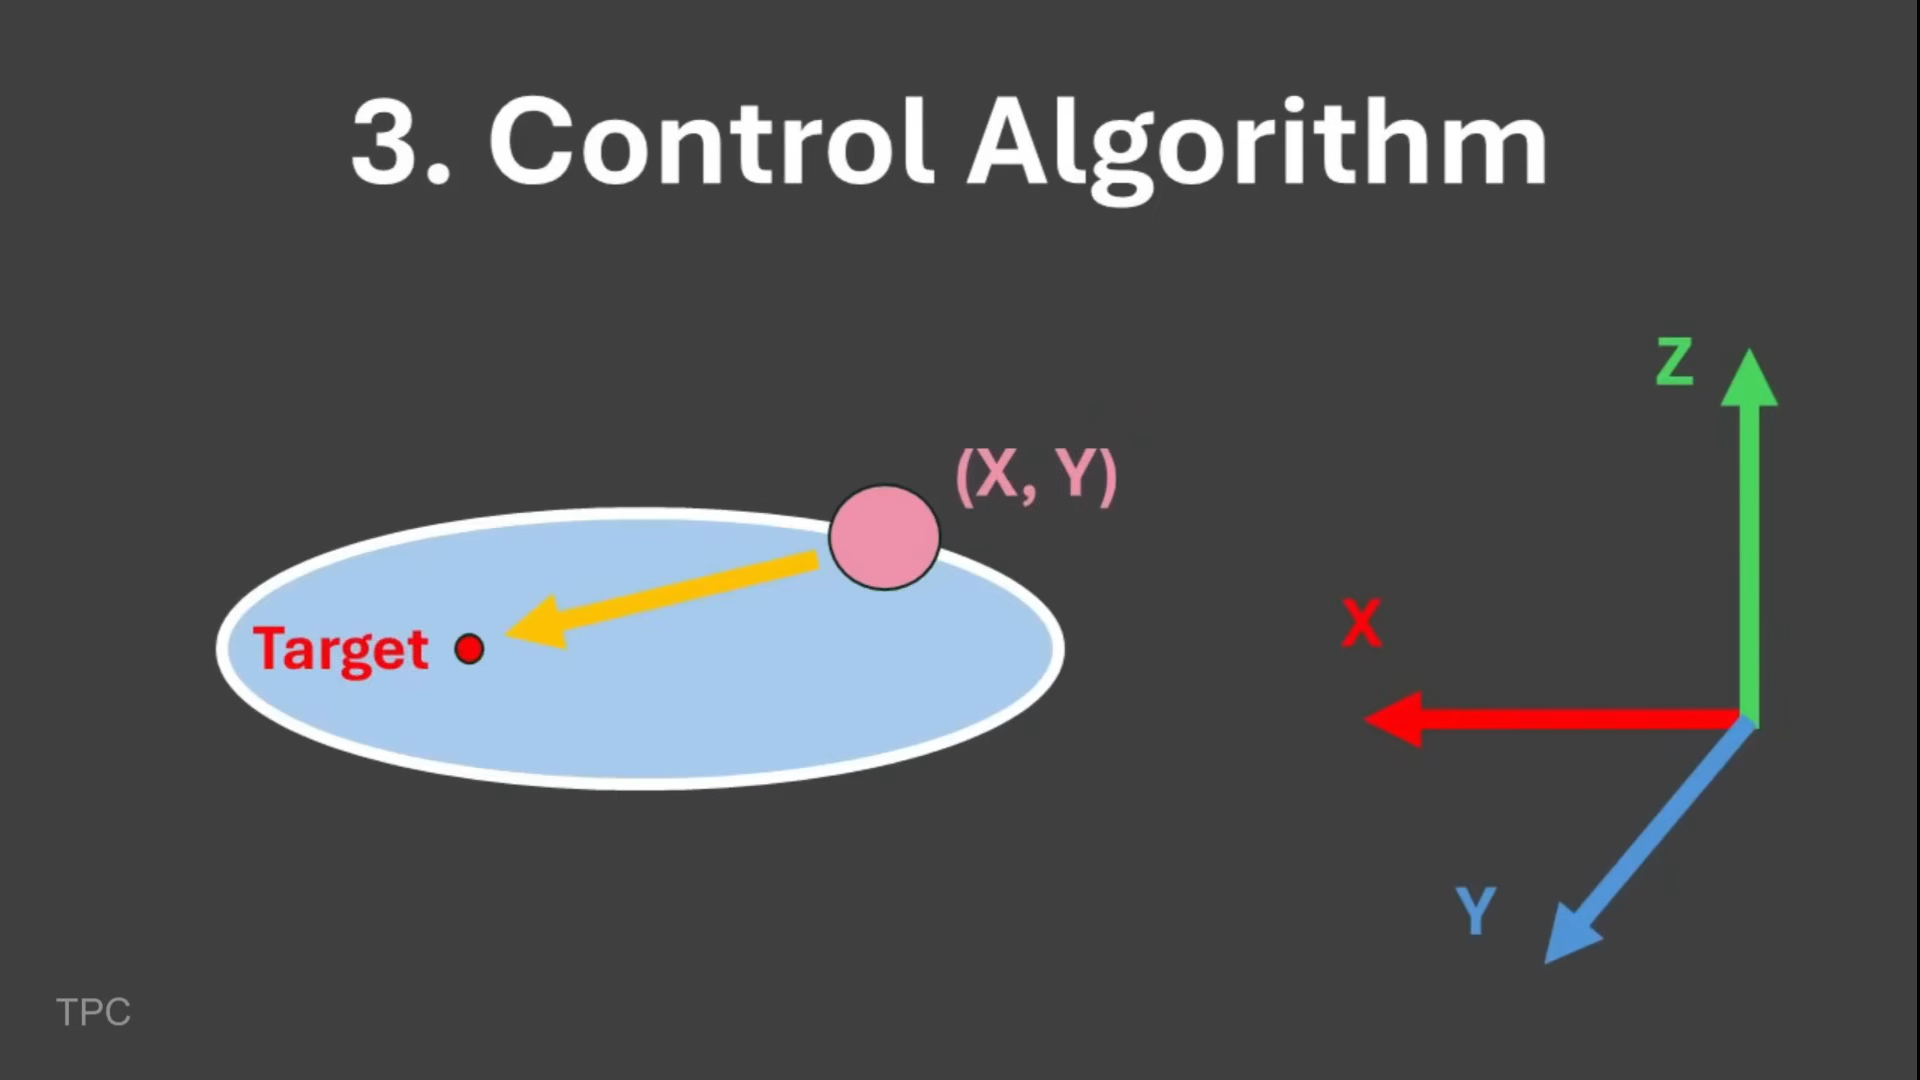 3. Control Algorithm
Z
(X, Y)
X
Target
Y
TPC